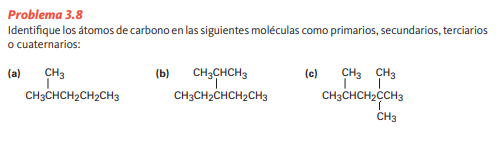 Problema 3.8
Identifique los átomos de carbono en las siguientes moléculas como primarios, secundarios, terciarios
o cuaternarios:
(a) CH3 (b) CH3CHCH3 (c) CH3 CH3
CH3CHCH2CH2CH3 CH3CH2CHCH2CH3 CH3CHCH2CCH3
CH3